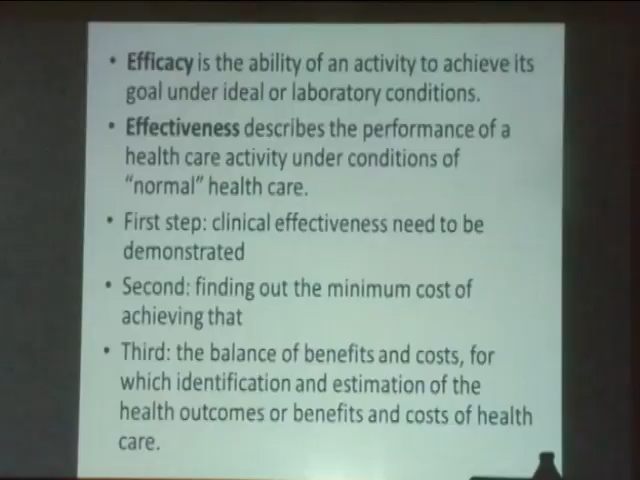 • Efficacy is the ability of an activity to achieve its
goal under ideal or laboratory conditions.
• Effectiveness describes the performance of a
health care activity under conditions of
“normal” health care.
• First step: clinical effectiveness need to be
demonstrated
• Second: finding out the minimum cost of
achieving that
• Third: the balance of benefits and costs, for
which identification and estimation of the
health outcomes or benefits and costs of health
care.